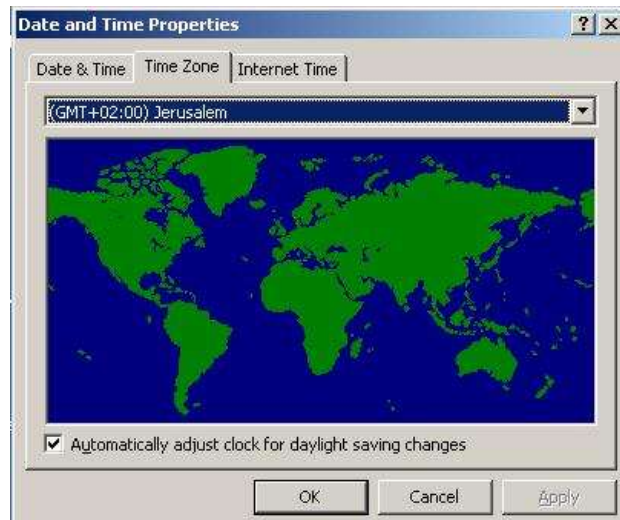 Date and Time Properties
Date & Time
Time Zone
Internet Time
(GMT+02:00) Jerusalem
Automatically adjust clock for daylight saving changes
OK
Cancel
Apply